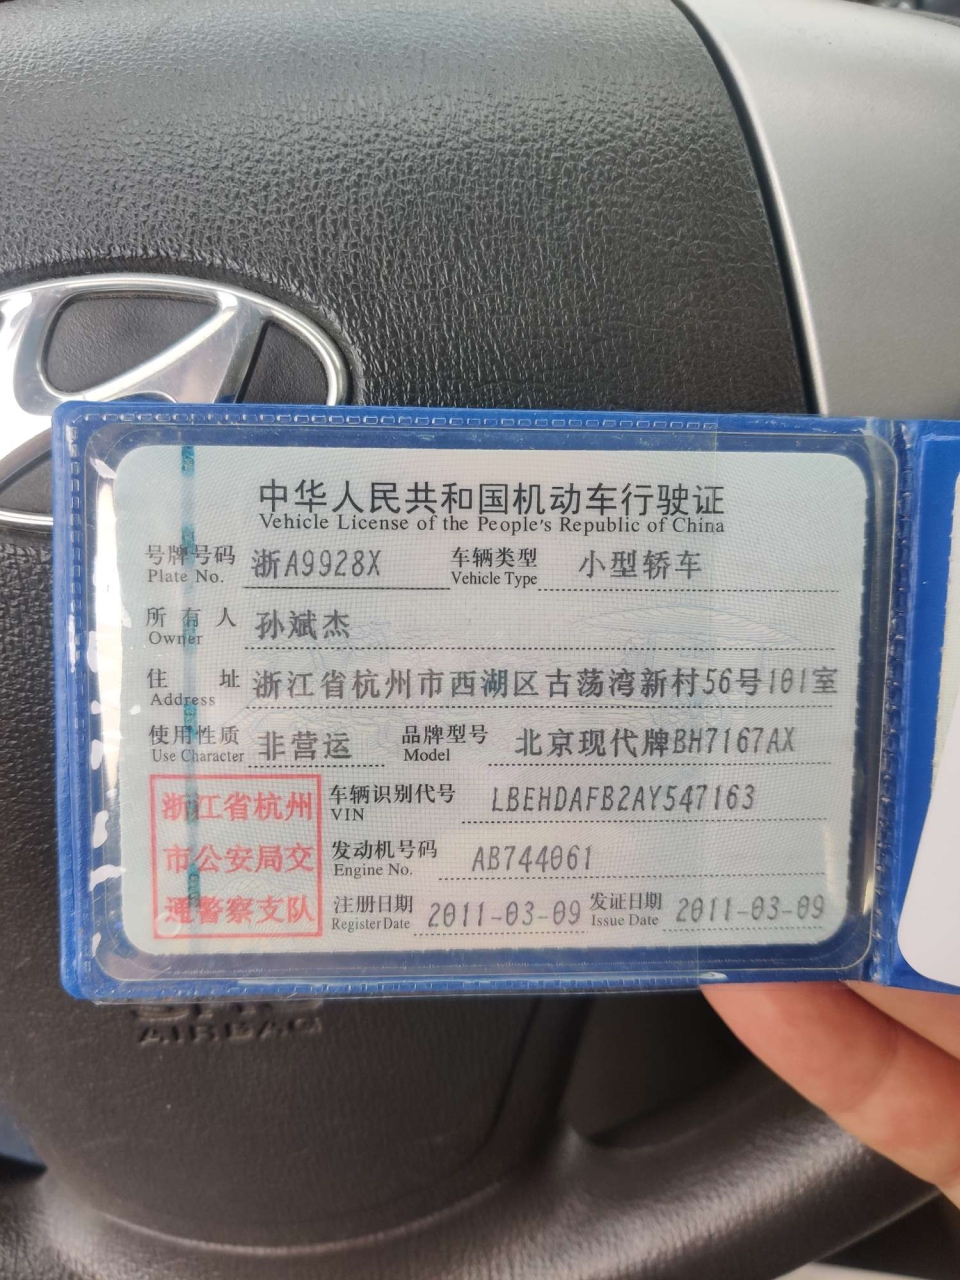 中华人民共和国机动车行驶证
Vehicle License of the People's Republic of China
号牌号码 浙A9928X 车辆类型 小型轿车
Plate No. Vehicle Type
所有人 孙斌杰
Owner
住址 浙江省杭州市西湖区古荡湾新村56号101室
Address
使用性质 非营运 品牌型号 北京现代牌BH7167AX
Use Character Model
浙江省杭州
市公安局交
通警察支队
车辆识别代号 LBEHDAFB2AY547163
VIN
发动机号码 AB744061
Engine No.
注册日期 2011-03-09 发证日期 2011-03-09
Register Date Issue Date
AIRBAG